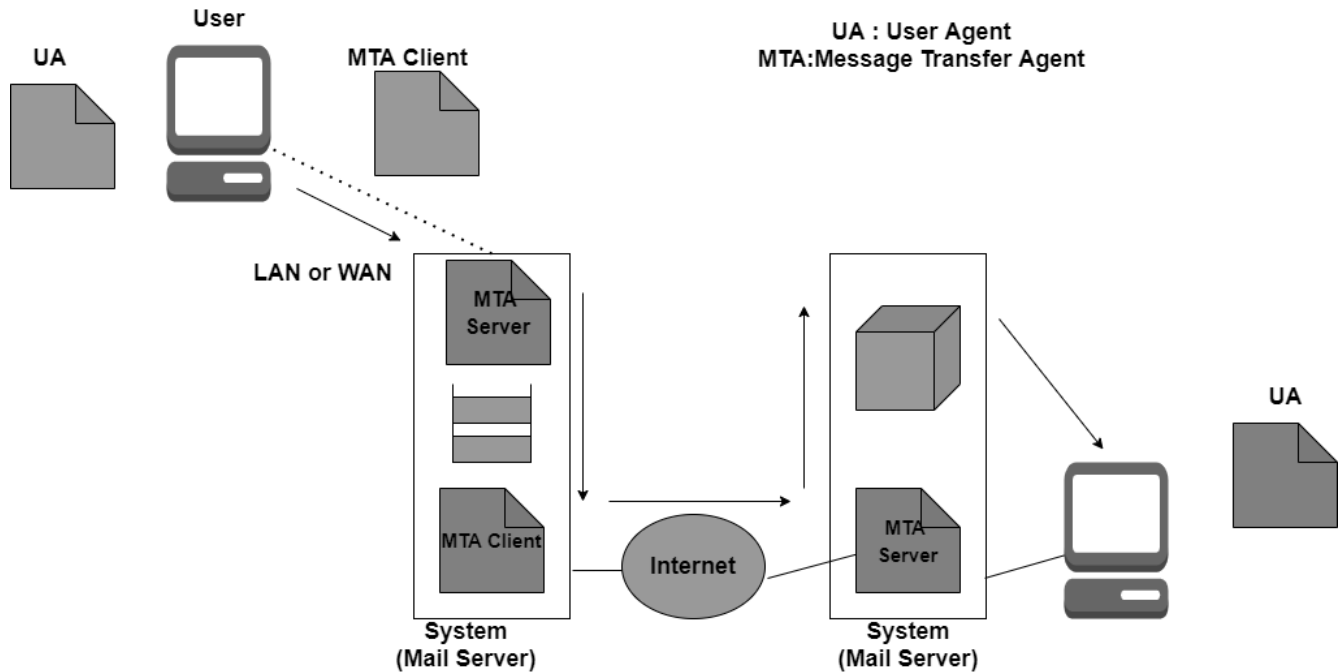 User
UA : User Agent
MTA:Message Transfer Agent
UA
MTA Client
LAN or WAN
MTA
Server
MTA Client
Internet
MTA
Server
UA
System
(Mail Server)
System
(Mail Server)